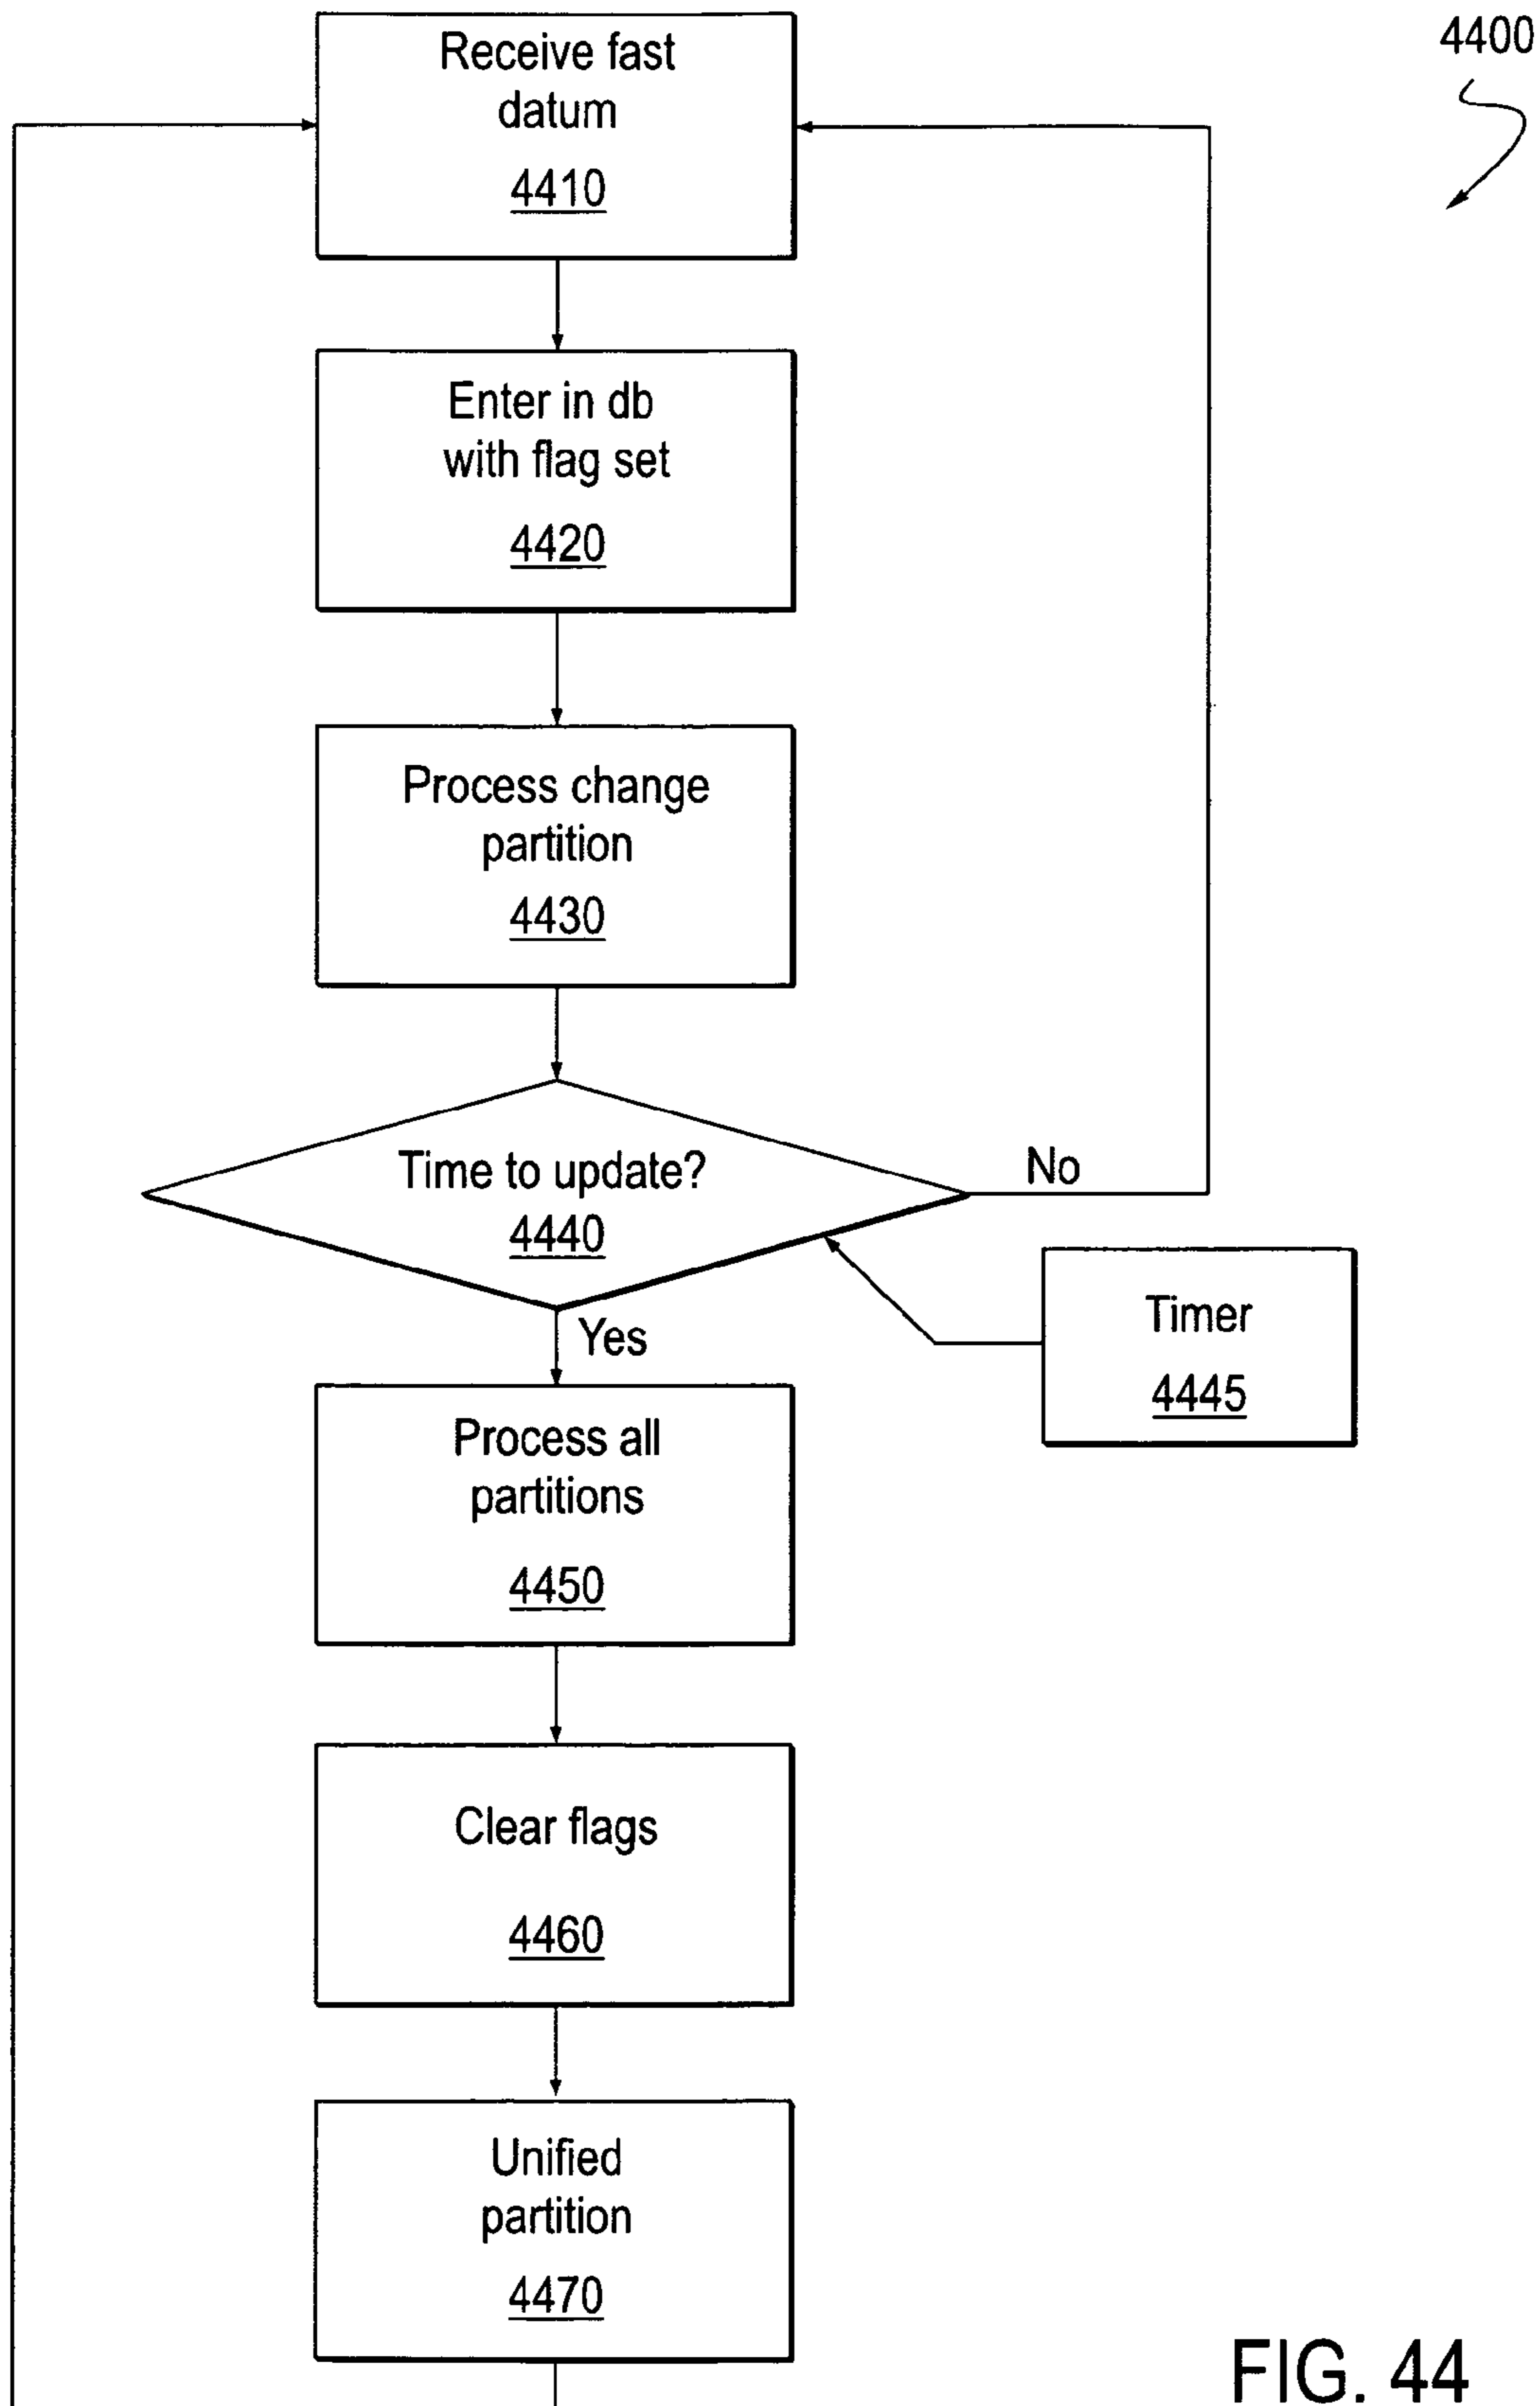 4400
Receive fast
datum
4410
Enter in db
with flag set
4420
Process change
partition
4430
Time to update?
4440
No
Timer
4445
Yes
Process all
partitions
4450
Clear flags
4460
Unified
partition
4470
FIG. 44